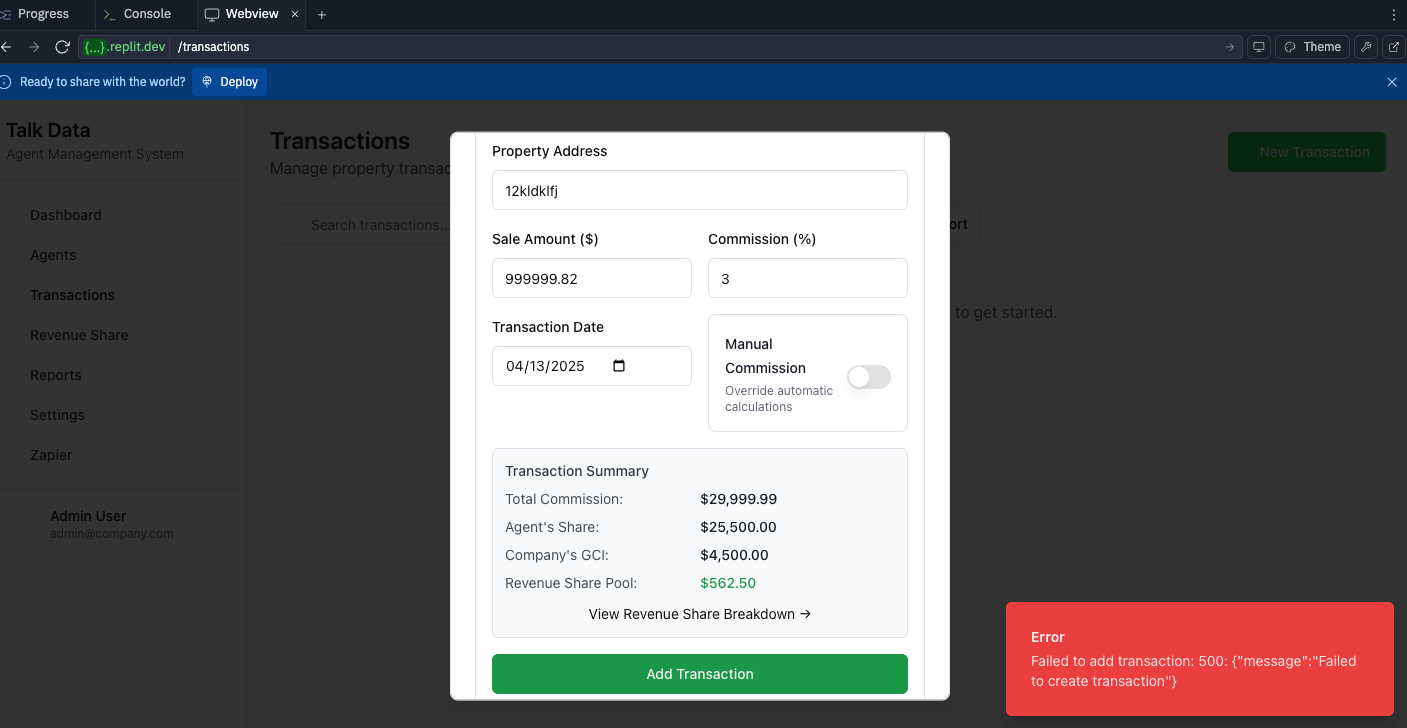 Progress
Console
Webview
{...}.replit.dev /transactions
Theme
Ready to share with the world?
Deploy
Talk Data
Agent Management System
Dashboard
Agents
Transactions
Revenue Share
Reports
Settings
Zapier
Admin User
admin@company.com
Transactions
Manage property transac
New Transaction
Search transactions...
ort
to get started.
Property Address
12kldklfj
Sale Amount ($)
Commission (%)
999999.82
3
Transaction Date
04/13/2025
Manual
Commission
Override automatic
calculations
Transaction Summary
Total Commission: $29,999.99
Agent's Share: $25,500.00
Company's GCI: $4,500.00
Revenue Share Pool: $562.50
View Revenue Share Breakdown →
Add Transaction
Error
Failed to add transaction: 500: {"message":"Failed
to create transaction"}